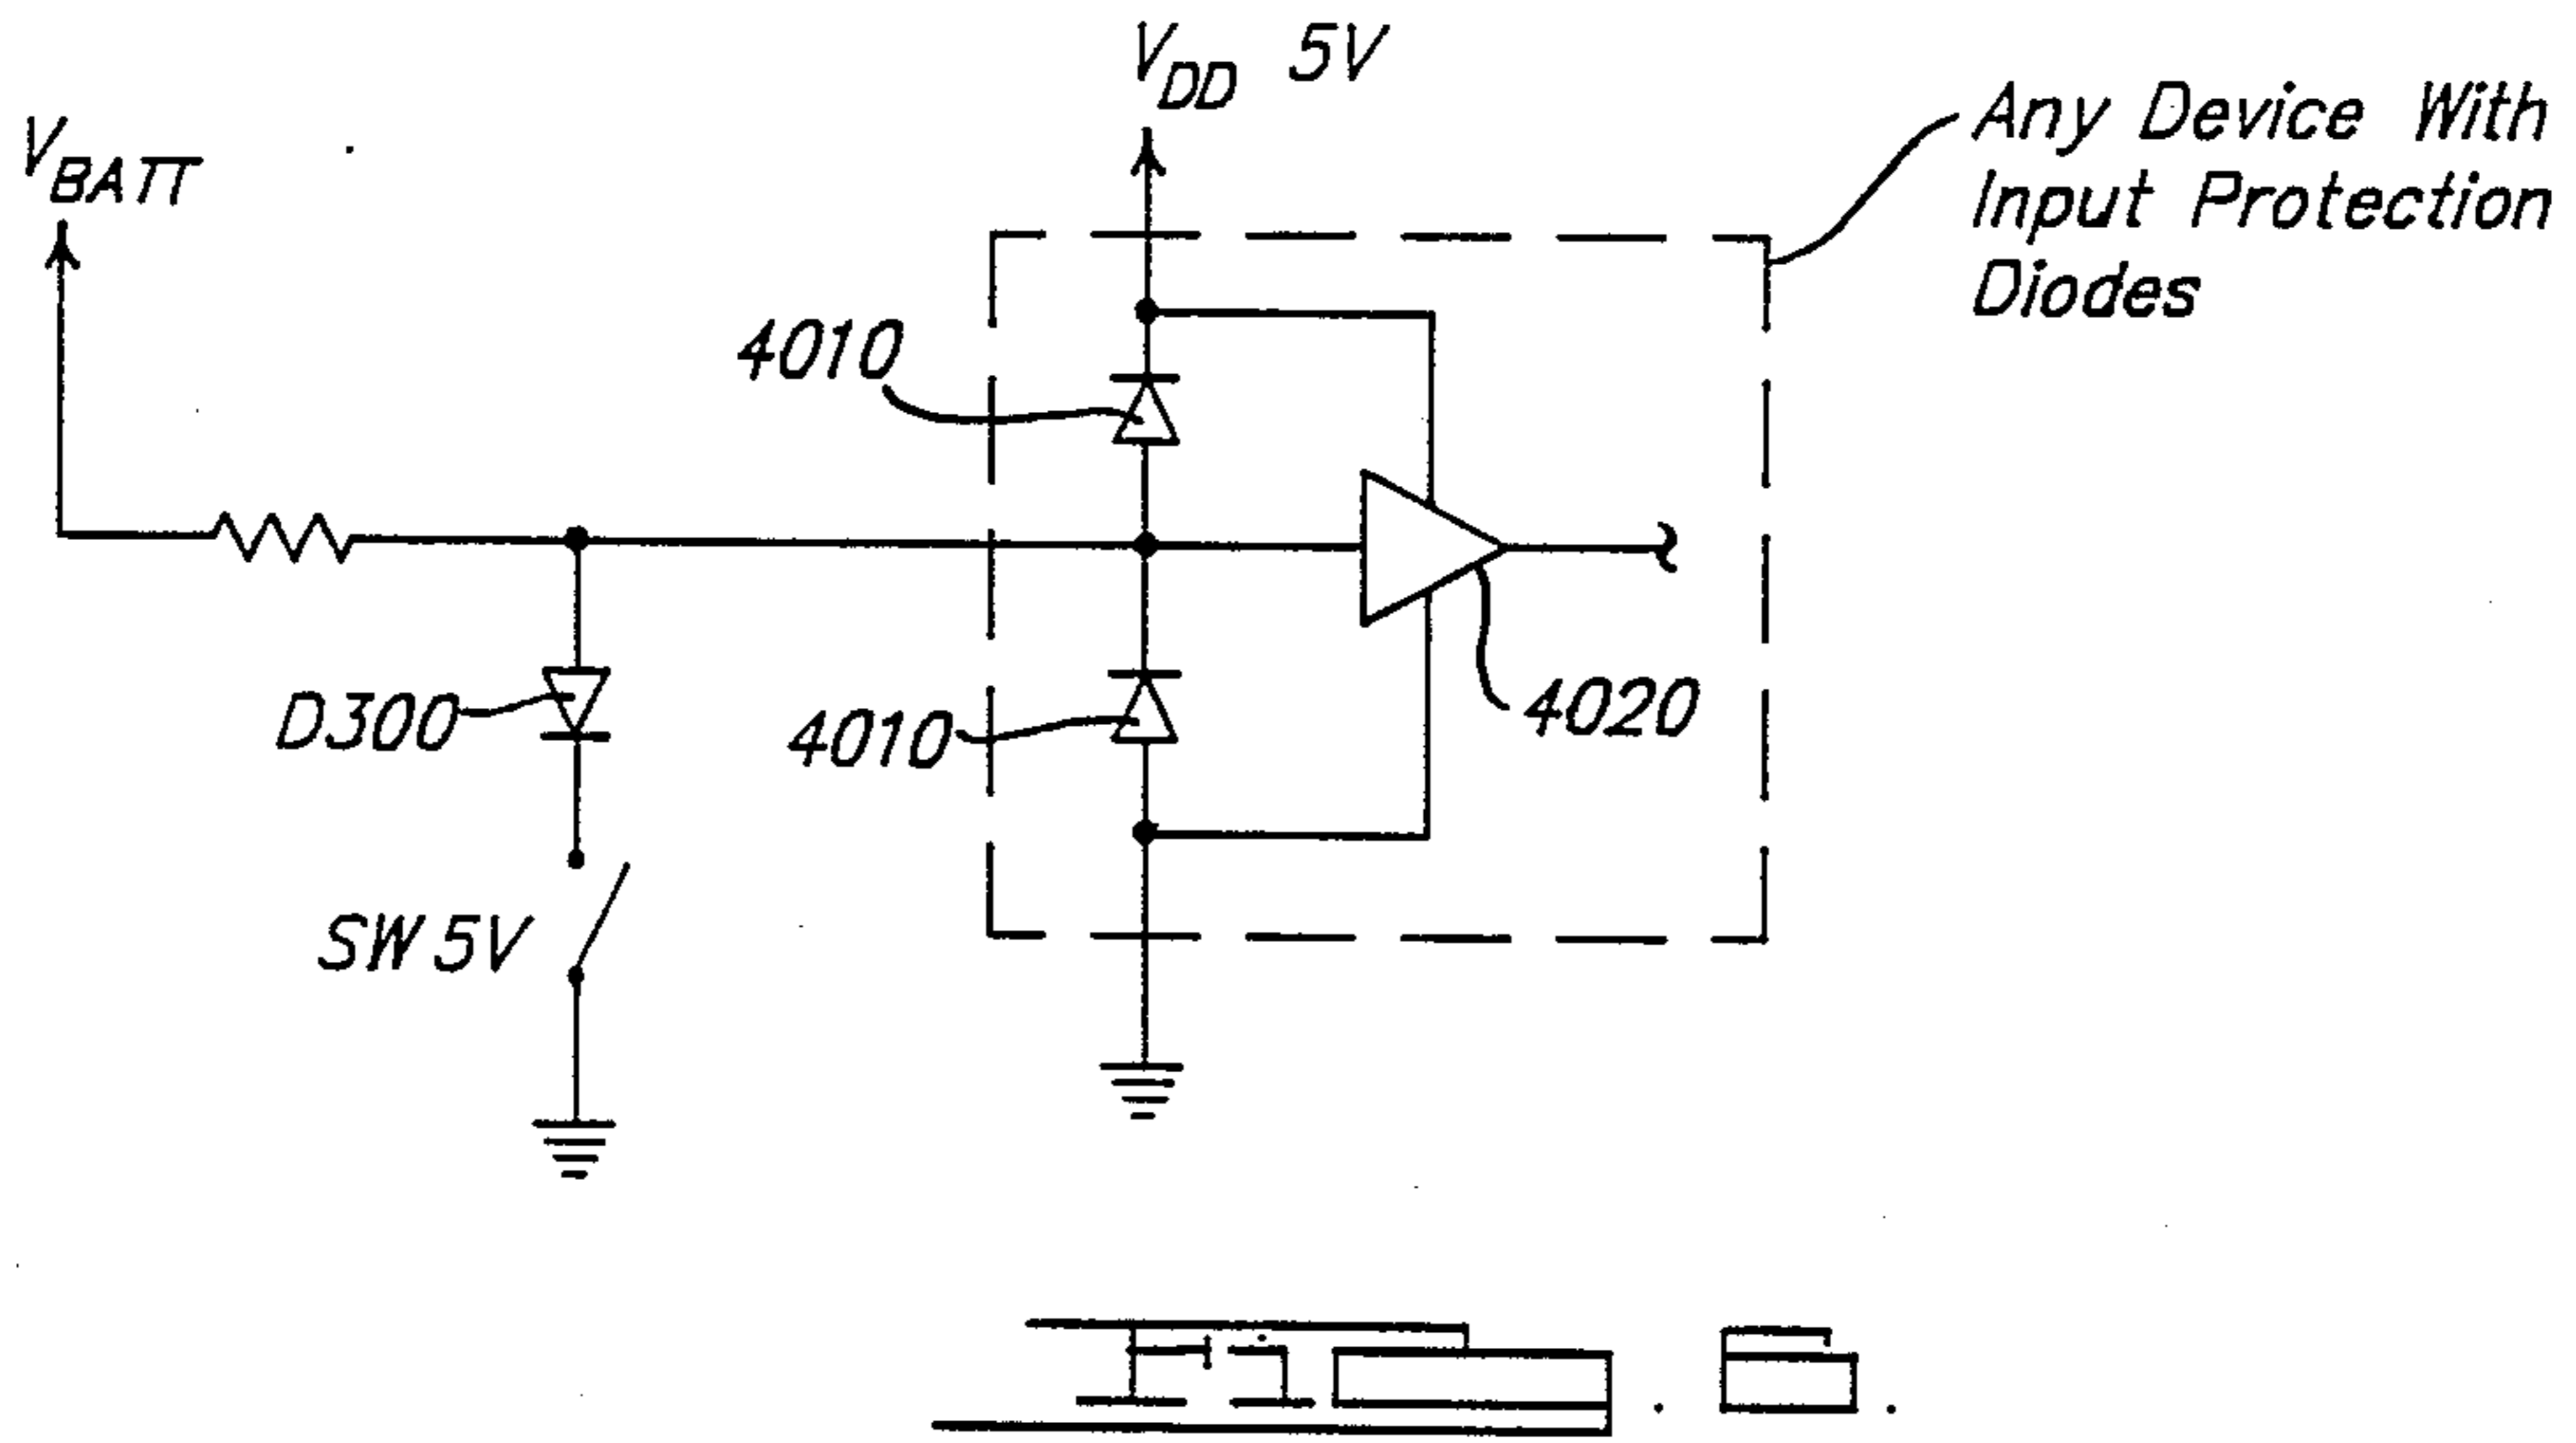 V_DD 5V
V_BATT
Any Device With
Input Protection
Diodes
4010
D300
4010
4020
SW 5V